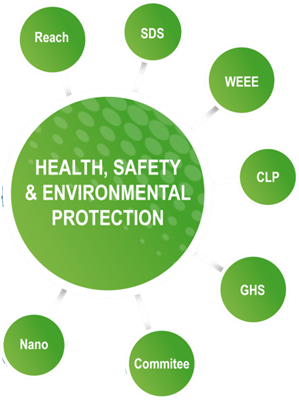 Reach
SDS
WEEE
HEALTH, SAFETY
& ENVIRONMENTAL
PROTECTION
CLP
GHS
Nano
Commitee